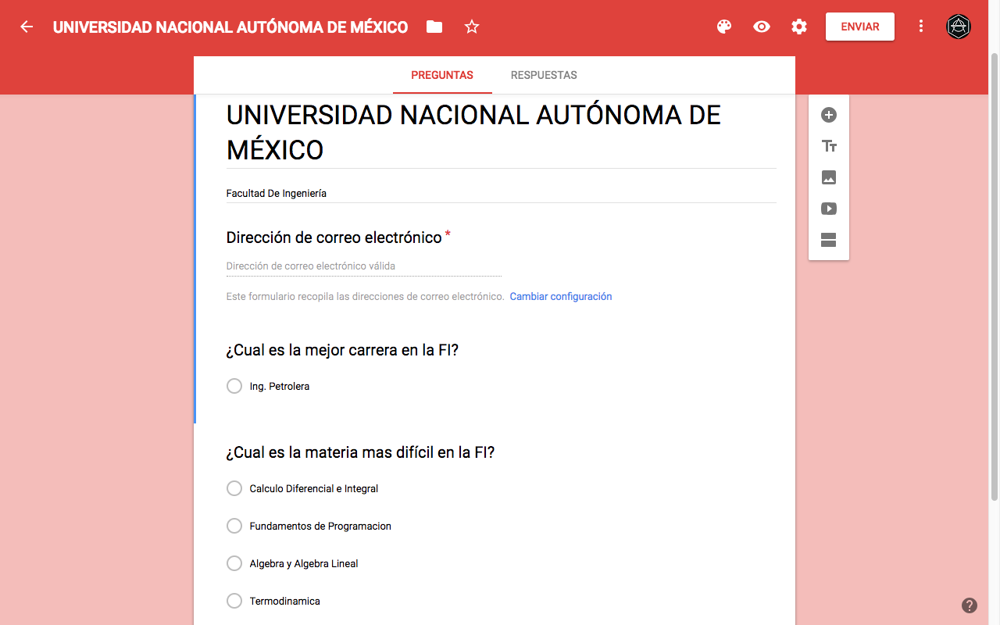 UNIVERSIDAD NACIONAL AUTÓNOMA DE MÉXICO
ENVIAR
PREGUNTAS
RESPUESTAS
UNIVERSIDAD NACIONAL AUTÓNOMA DE
MÉXICO
Facultad De Ingeniería
Dirección de correo electrónico *
Dirección de correo electrónico válida
Este formulario recopila las direcciones de correo electrónico. Cambiar configuración
¿Cual es la mejor carrera en la FI?
Ing. Petrolera
¿Cual es la materia mas difícil en la FI?
Calculo Diferencial e Integral
Fundamentos de Programacion
Algebra y Algebra Lineal
Termodinamica